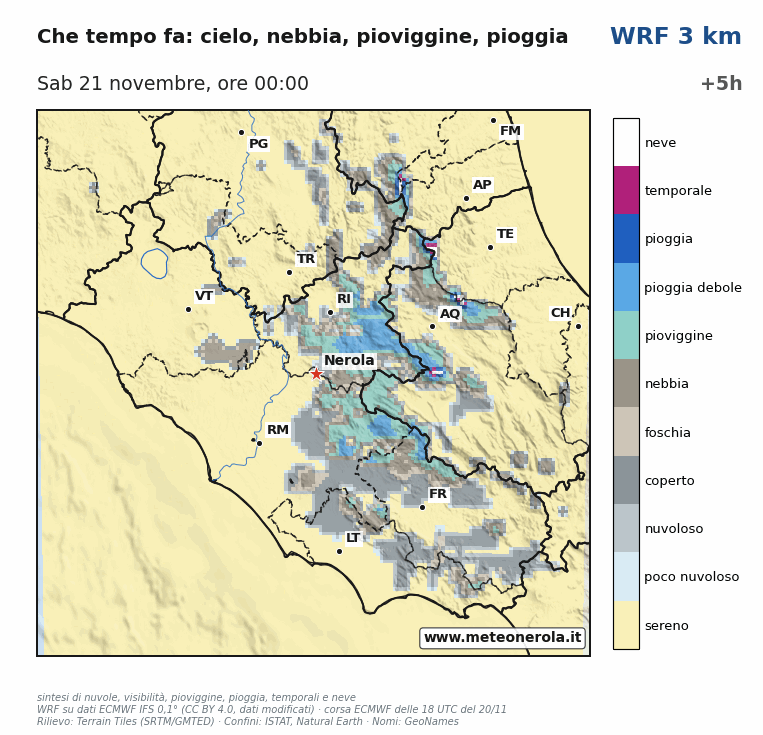 Che tempo fa: cielo, nebbia, pioviggine, pioggia
WRF 3 km
Sab 21 novembre, ore 00:00
+5h
FM
PG
AP
TE
TR
VT
RI
AQ
CH
Nerola
RM
FR
LT
www.meteonerola.it
neve
temporale
pioggia
pioggia debole
pioviggine
nebbia
foschia
coperto
nuvoloso
poco nuvoloso
sereno
sintesi di nuvole, visibilità, pioviggine, pioggia, temporali e neve
WRF su dati ECMWF IFS 0,1° (CC BY 4.0, dati modificati) · corsa ECMWF delle 18 UTC del 20/11
Rilievo: Terrain Tiles (SRTM/GMTED) · Confini: ISTAT, Natural Earth · Nomi: GeoNames